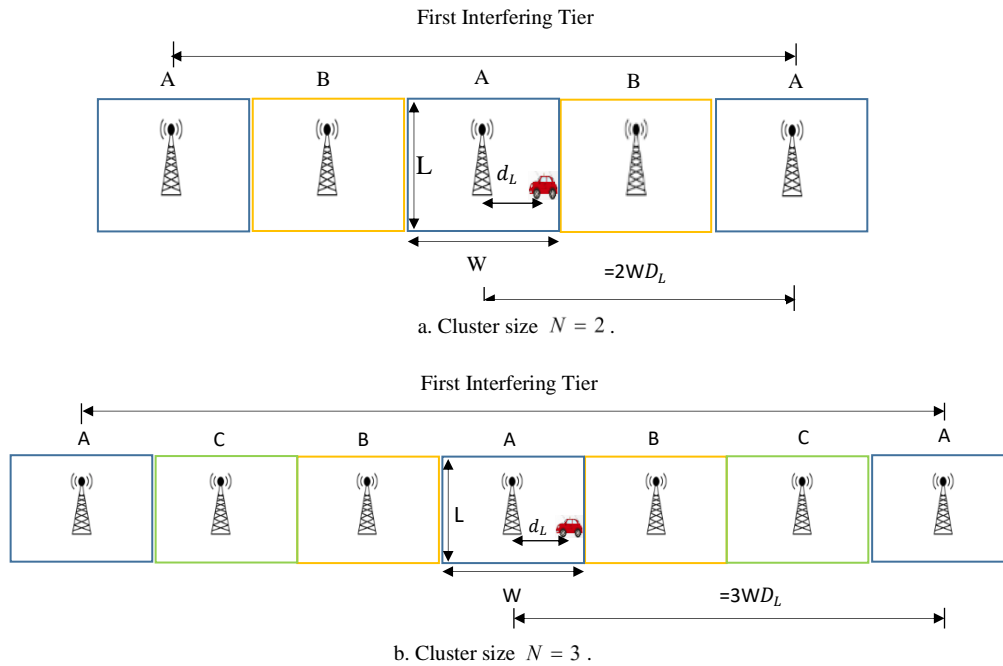 First Interfering Tier
A B A B A
L
d_L
W
=2WD_L
a. Cluster size N = 2 .
First Interfering Tier
A C B A B C A
L
d_L
W
=3WD_L
b. Cluster size N = 3 .